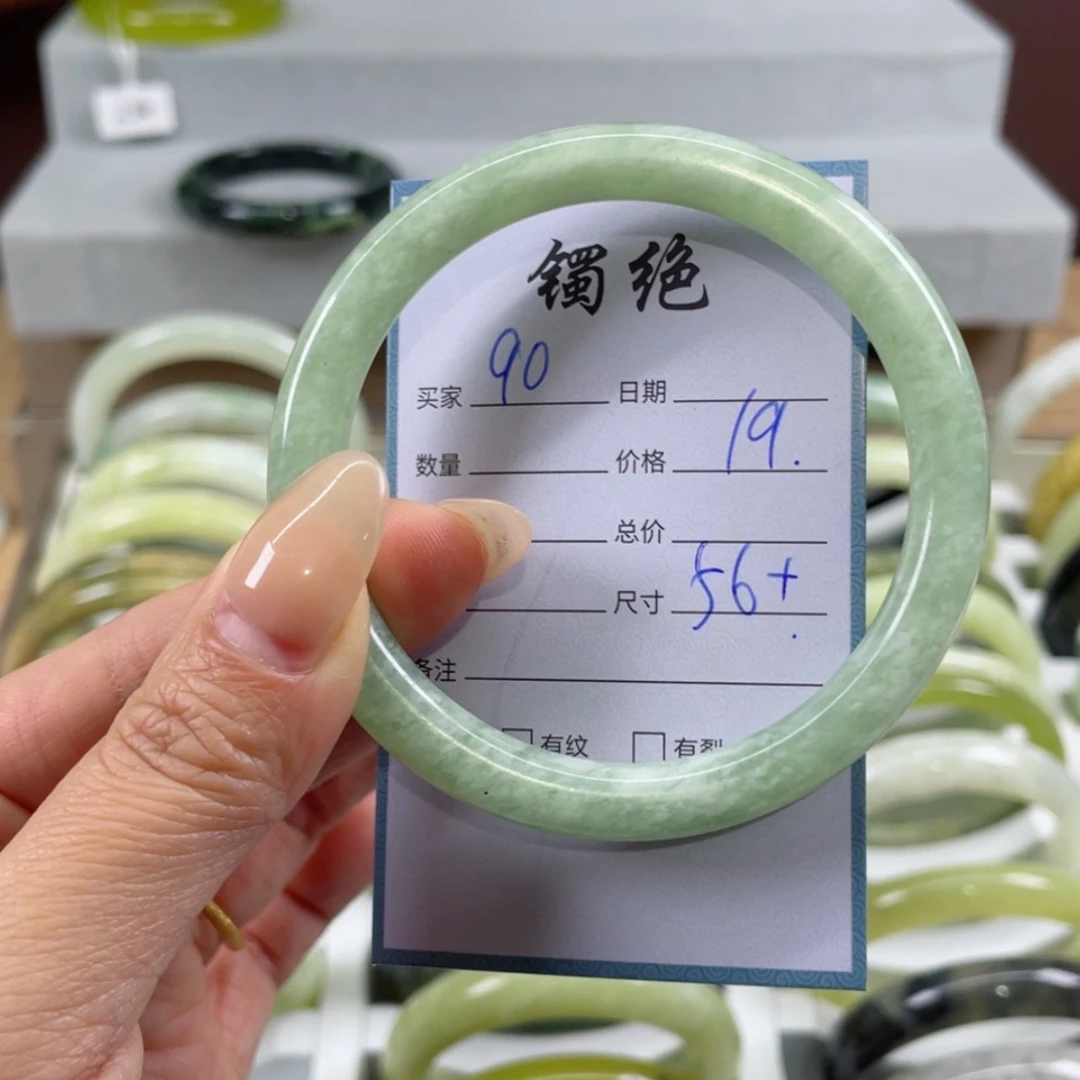 镯绝
买家 90 日期
数量 价格 19.
总价
尺寸 56+
备注
有纹 有裂